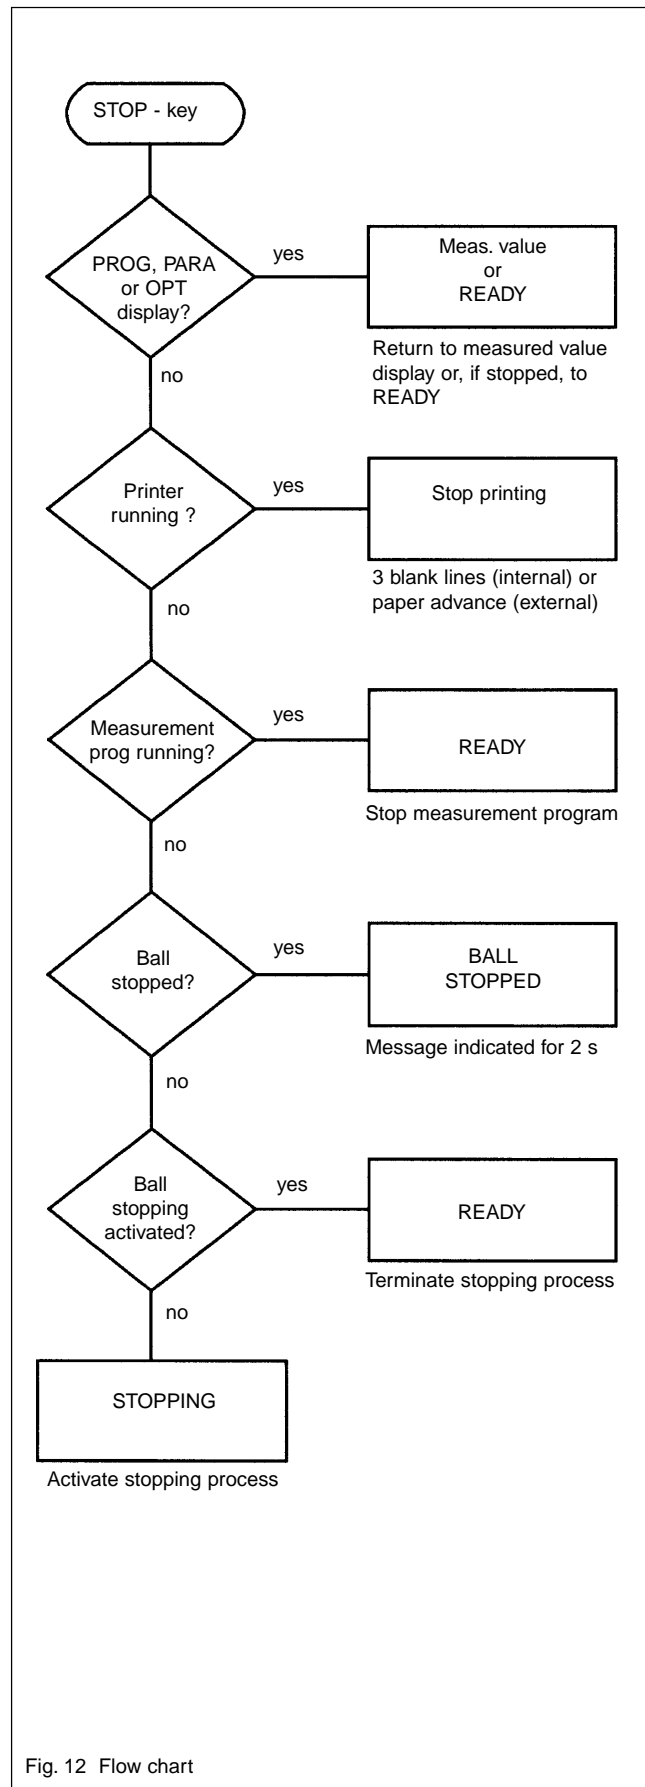 STOP - key
PROG, PARA
or OPT
display?
yes
Meas. value
or
READY
Return to measured value
display or, if stopped, to
READY
no
Printer
running ?
yes
Stop printing
3 blank lines (internal) or
paper advance (external)
no
Measurement
prog running?
yes
READY
Stop measurement program
no
Ball
stopped?
yes
BALL
STOPPED
Message indicated for 2 s
no
Ball
stopping
activated?
yes
READY
Terminate stopping process
no
STOPPING
Activate stopping process
Fig. 12 Flow chart